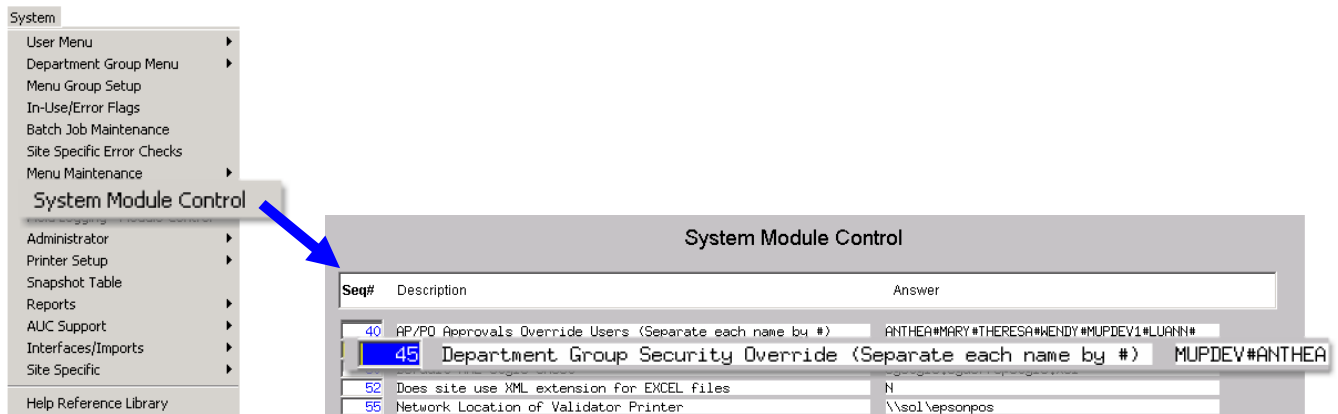 System
User Menu
Department Group Menu
Menu Group Setup
In-Use/Error Flags
Batch Job Maintenance
Site Specific Error Checks
Menu Maintenance
System Module Control
Administrator
Printer Setup
Snapshot Table
Reports
AUC Support
Interfaces/Imports
Site Specific
Help Reference Library
System Module Control
Seq# Description Answer
40 AP/PO Approvals Override Users (Separate each name by #) ANTHEA#MARY#THERESA#WENDY#MUPDEV1#LUANN#
45 Department Group Security Override (Separate each name by #) MUPDEV#ANTHEA
52 Does site use XML extension for EXCEL files N
55 Network Location of Validator Printer \\sol\epsonpos